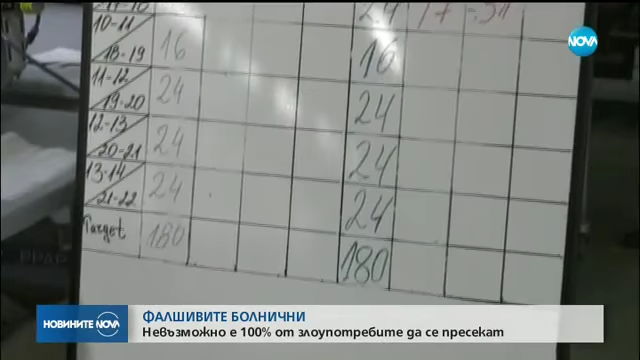 10-11
24 17 -31
18-19 16 16
11-12
19-20 24 24
12-13
20-21 24 24
13-14
21-22 24 24
Target 180 180
NOVA
НОВИНИТЕ NOVA
ФАЛШИВИТЕ БОЛНИЧНИ
Невъзможно е 100% от злоупотребите да се пресекат